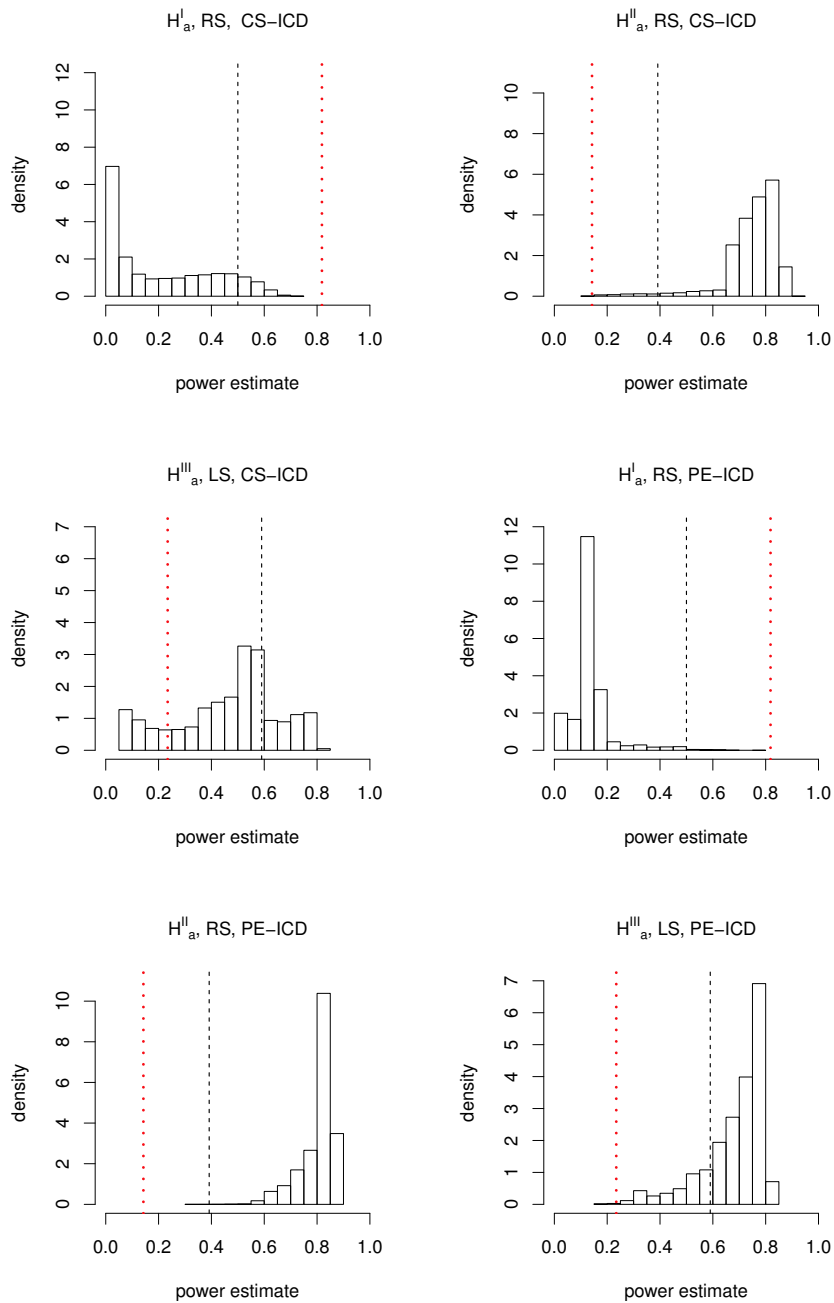 H^I_a, RS, CS−ICD
density
0 2 4 6 8 10 12
0.0 0.2 0.4 0.6 0.8 1.0
power estimate
H^II_a, RS, CS−ICD
density
0 2 4 6 8 10
0.0 0.2 0.4 0.6 0.8 1.0
power estimate
H^III_a, LS, CS−ICD
density
0 1 2 3 4 5 6 7
0.0 0.2 0.4 0.6 0.8 1.0
power estimate
H^I_a, RS, PE−ICD
density
0 2 4 6 8 10 12
0.0 0.2 0.4 0.6 0.8 1.0
power estimate
H^II_a, RS, PE−ICD
density
0 2 4 6 8 10
0.0 0.2 0.4 0.6 0.8 1.0
power estimate
H^III_a, LS, PE−ICD
density
0 1 2 3 4 5 6 7
0.0 0.2 0.4 0.6 0.8 1.0
power estimate